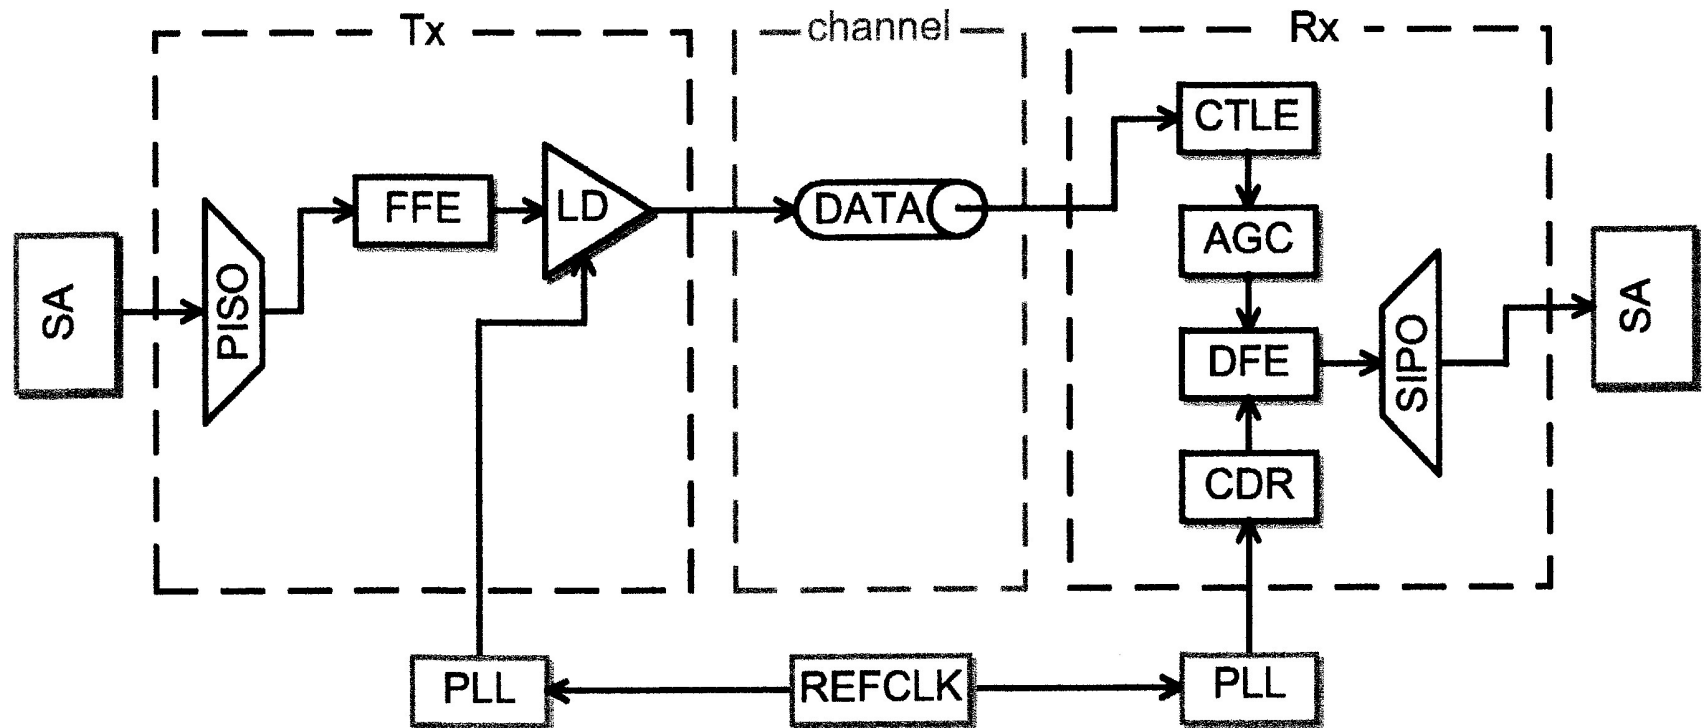 Tx
channel
Rx
CTLE
FFE
LD
DATA
AGC
SA
PISO
DFE
SIPO
SA
CDR
PLL
REFCLK
PLL